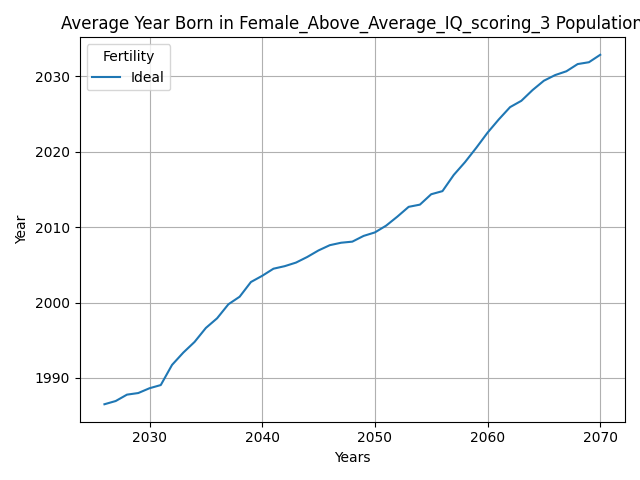 Average Year Born in Female_Above_Average_IQ_scoring_3 Population
Fertility
Ideal
Year
2030
2020
2010
2000
1990
2030 2040 2050 2060 2070
Years